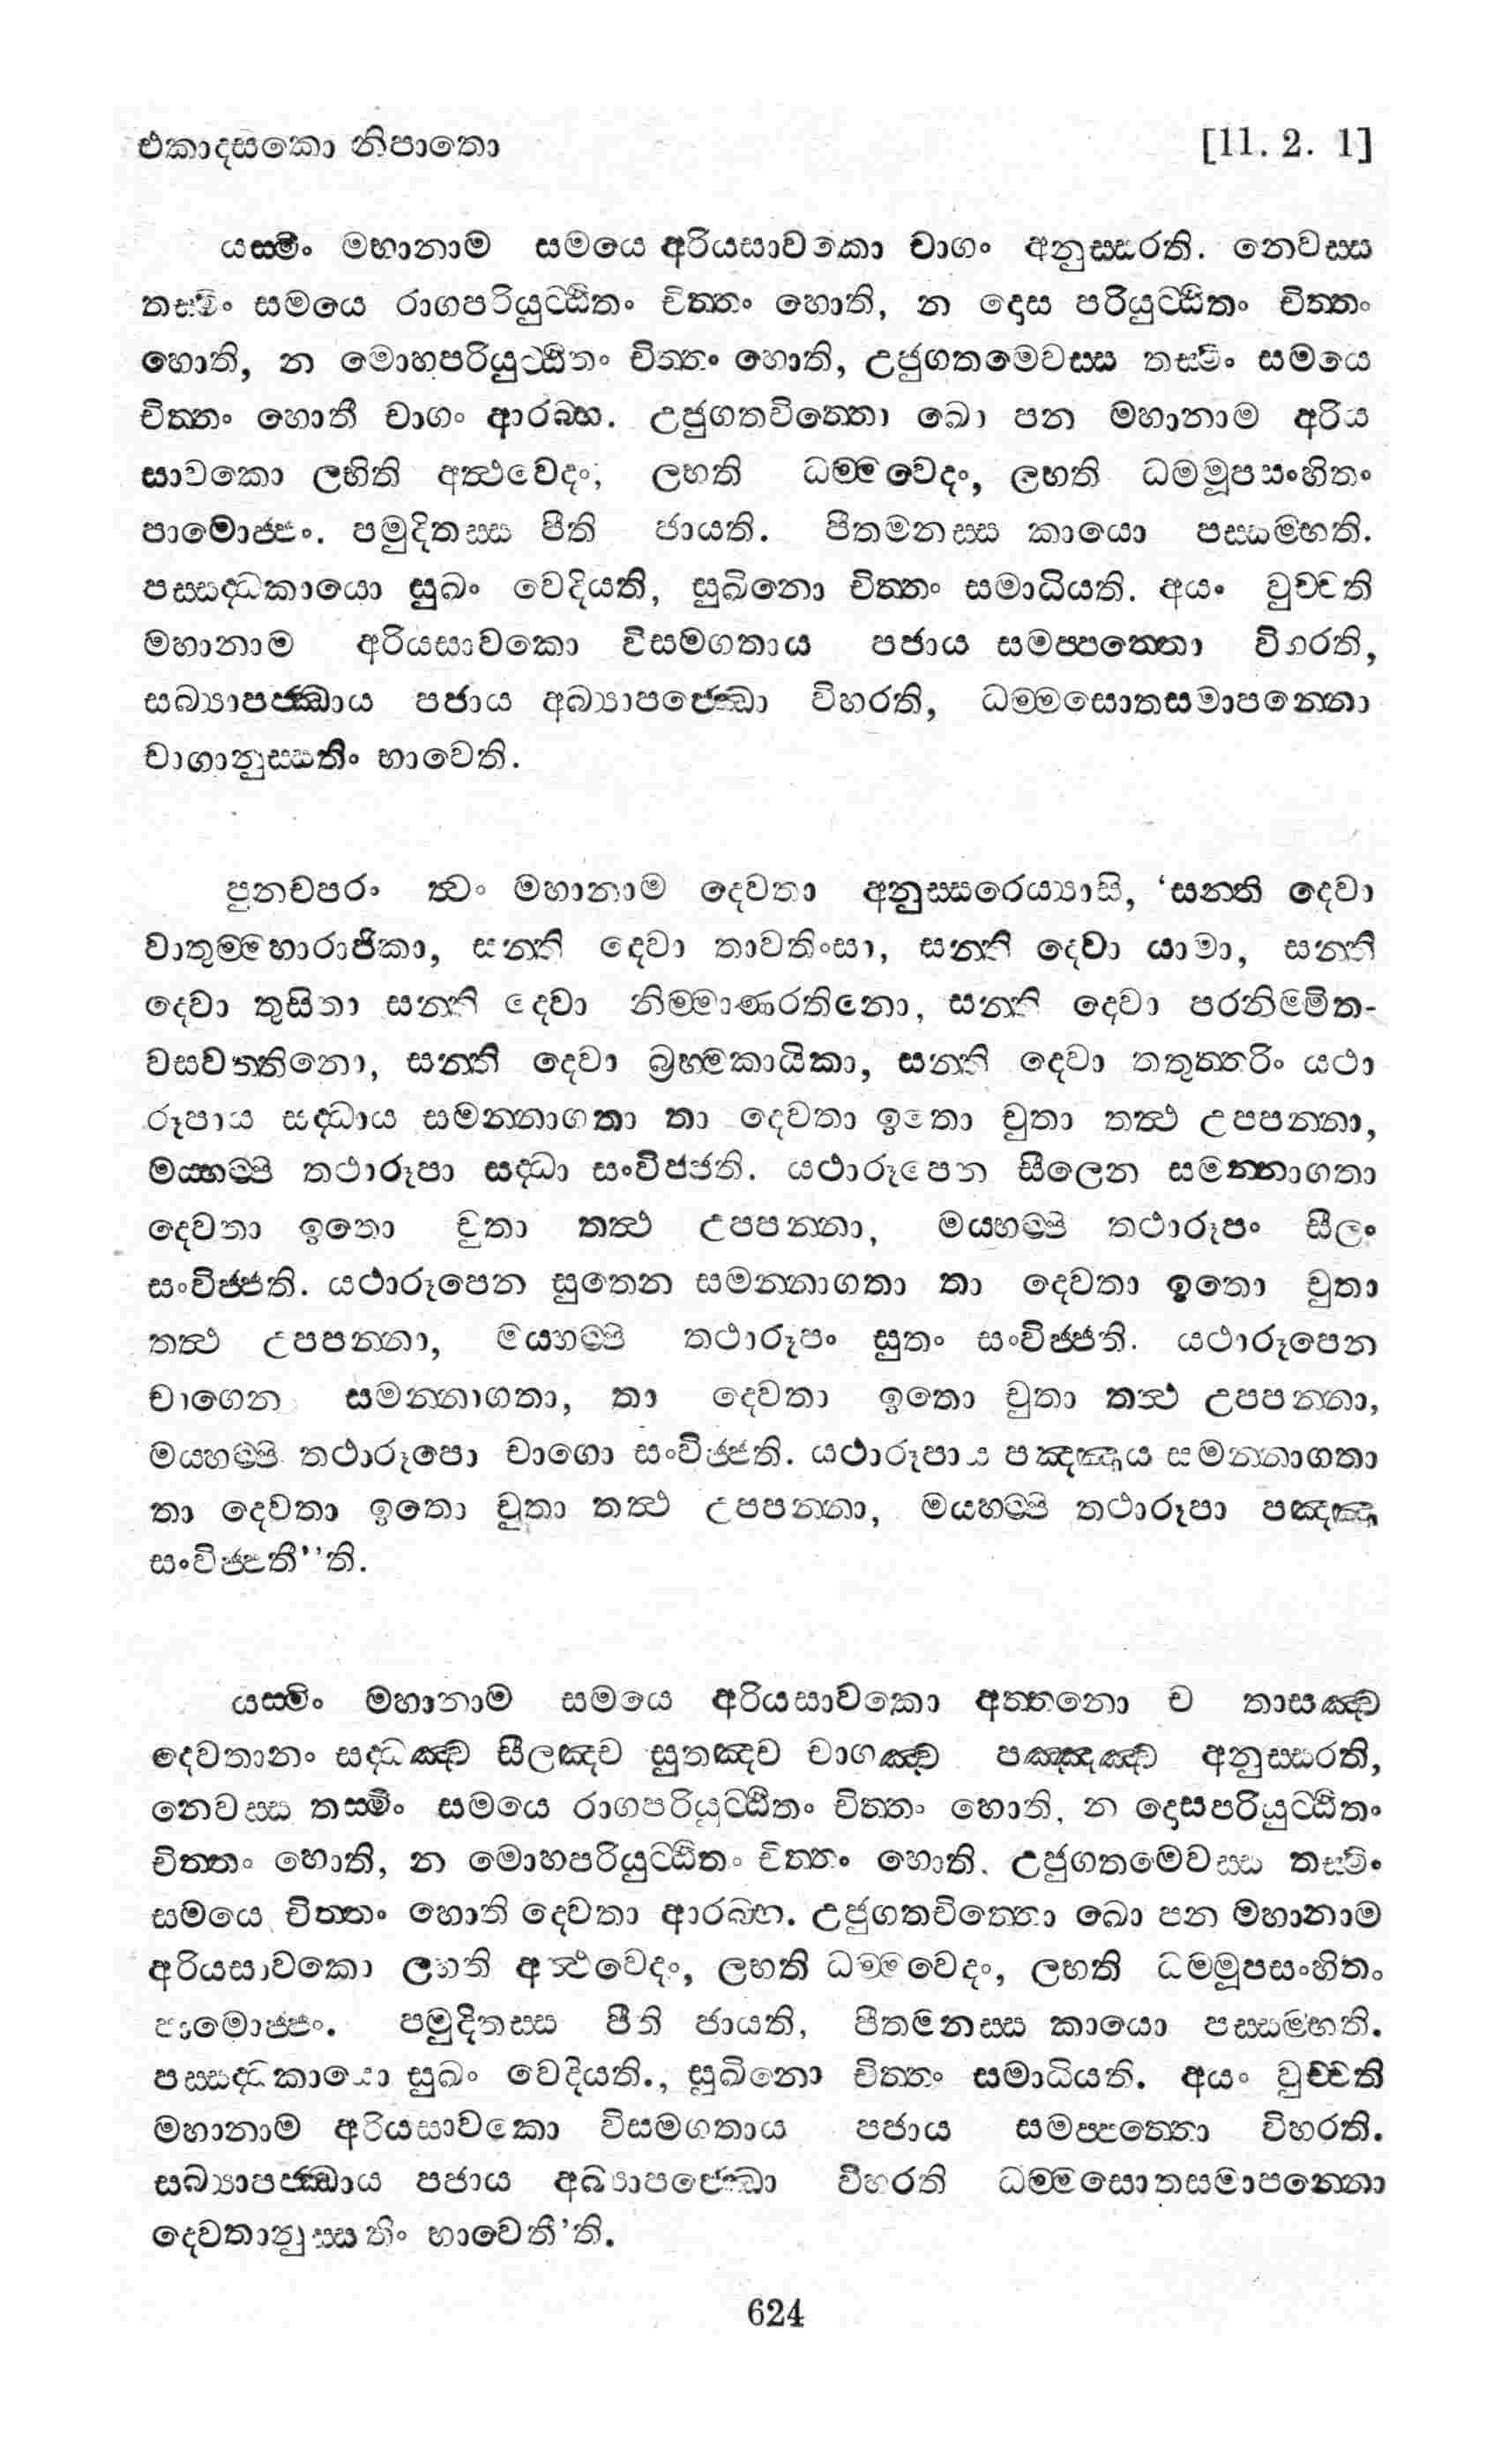 එකාදසකො නිපාතො [11. 2. 1]
යස්මිං මහානාම සමයෙ අරියසාවකො චාගං අනුස්සරති. නෙවස්ස
තස්මිං සමයෙ රාගපරියුට්ඨිතං චිත්තං හොති, න දොස පරියුට්ඨිතං චිත්තං
හොති, න මොහපරියුට්ඨිතං චිත්තං හොති, උජුගතමෙවස්ස තස්මිං සමයෙ
චිත්තං හොති චාගං ආරබ්භ. උජුගතචිත්තො ඛො පන මහානාම අරිය
සාවකො ලභිති අත්ථවෙදං, ලභති ධම්මවෙදං, ලභති ධම්මූපසංහිතං
පාමොජ්ජං. පමුදිතස්ස පීති ජායති. පීතමනස්ස කායො පස්සම්භති.
පස්සද්ධකායො සුඛං වෙදියති, සුඛිනො චිත්තං සමාධියති. අයං වුච්චති
මහානාම අරියසාවකො විසමගතාය පජාය සමප්පත්තො විහරති,
සබ්‍යාපජ්ඣාය පජාය අබ්‍යාපජ්ඣො විහරති, ධම්මසොතසමාපන්නො
චාගානුස්සතිං භාවෙති.
පුනචපරං ත්වං මහානාම දෙවතා අනුස්සරෙය්‍යාසි, ‘සන්ති දෙවා
චාතුම්මහාරාජිකා, සන්ති දෙවා තාවතිංසා, සන්ති දෙවා යාමා, සන්ති
දෙවා තුසිතා සන්ති දෙවා නිම්මාණරතිනො, සන්ති දෙවා පරනිම්මිත-
වසවත්තිනො, සන්ති දෙවා බ්‍රහ්මකායිකා, සන්ති දෙවා තතුත්තරිං යථා
රූපාය සද්ධාය සමන්නාගතා තා දෙවතා ඉතො චුතා තත්ථ උපපන්නා,
මය්හම්පි තථාරූපා සද්ධා සංවිජ්ජති. යථාරූපෙන සීලෙන සමන්නාගතා
දෙවතා ඉතො චුතා තත්ථ උපපන්නා, මය්හම්පි තථාරූපං සීලං
සංවිජ්ජති. යථාරූපෙන සුතෙන සමන්නාගතා තා දෙවතා ඉතො චුතා
තත්ථ උපපන්නා, මය්හම්පි තථාරූපං සුතං සංවිජ්ජති. යථාරූපෙන
චාගෙන සමන්නාගතා, තා දෙවතා ඉතො චුතා තත්ථ උපපන්නා,
මය්හම්පි තථාරූපො චාගො සංවිජ්ජති. යථාරූපාය පඤ්ඤාය සමන්නාගතා
තා දෙවතා ඉතො චුතා තත්ථ උපපන්නා, මය්හම්පි තථාරූපා පඤ්ඤා
සංවිජ්ජතී’’ති.
යස්මිං මහානාම සමයෙ අරියසාවකො අත්තනො ච තාසඤ්ච
දෙවතානං සද්ධඤ්ච සීලඤ්ච සුතඤ්ච චාගඤ්ච පඤ්ඤඤ්ච අනුස්සරති,
නෙවස්ස තස්මිං සමයෙ රාගපරියුට්ඨිතං චිත්තං හොති, න දොසපරියුට්ඨිතං
චිත්තං හොති, න මොහපරියුට්ඨිතං චිත්තං හොති. උජුගතමෙවස්ස තස්මිං
සමයෙ චිත්තං හොති දෙවතා ආරබ්භ. උජුගතචිත්තො ඛො පන මහානාම
අරියසාවකො ලභති අත්ථවෙදං, ලභති ධම්මවෙදං, ලභති ධම්මූපසංහිතං
පාමොජ්ජං. පමුදිතස්ස පීති ජායති, පීතමනස්ස කායො පස්සම්භති.
පස්සද්ධකායො සුඛං වෙදියති., සුඛිනො චිත්තං සමාධියති. අයං වුච්චති
මහානාම අරියසාවකො විසමගතාය පජාය සමප්පත්තො විහරති.
සබ්‍යාපජ්ඣාය පජාය අබ්‍යාපජ්ඣො විහරති ධම්මසොතසමාපන්නො
දෙවතානුස්සතිං භාවෙතී’ති.
624